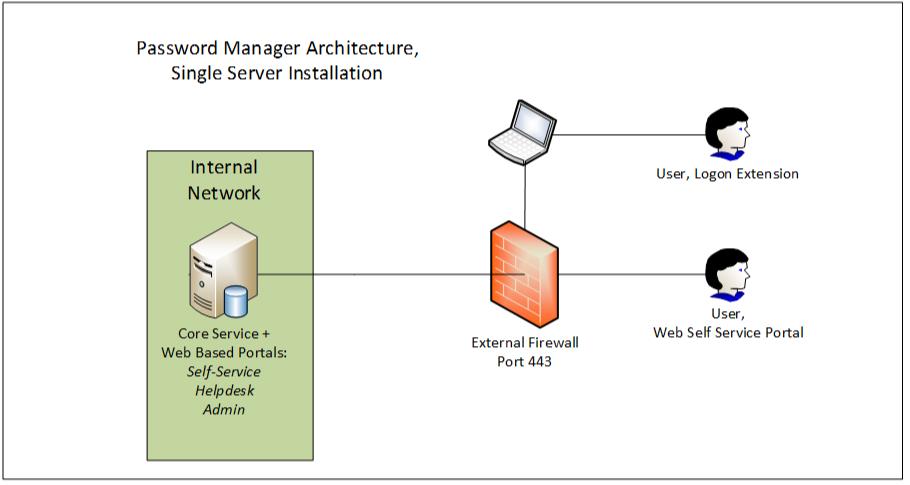 Password Manager Architecture,
Single Server Installation
Internal
Network
Core Service +
Web Based Portals:
Self-Service
Helpdesk
Admin
External Firewall
Port 443
User, Logon Extension
User,
Web Self Service Portal